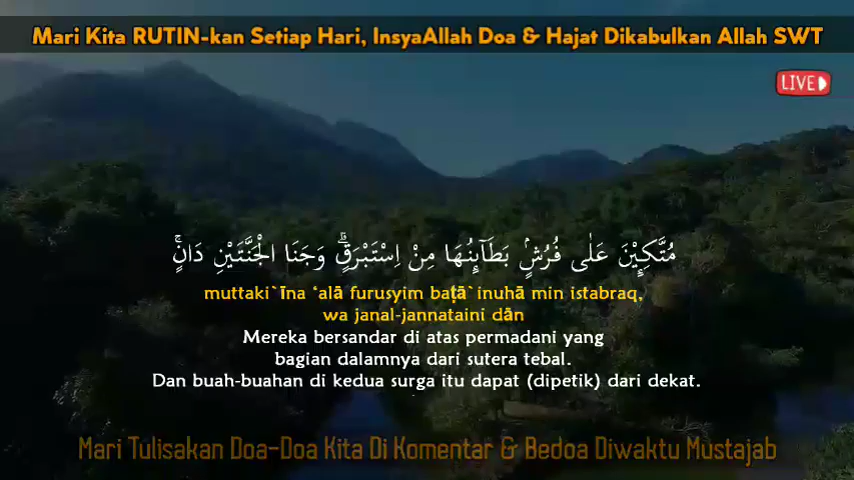 Mari Kita RUTIN-kan Setiap Hari, InsyaAllah Doa & Hajat Dikabulkan Allah SWT
LIVE
مُتَّكِـِٕيْنَ عَلٰى فُرُشٍۢ بَطَاۤىِٕنُهَا مِنْ اِسْتَبْرَقٍۗ وَجَنَا الْجَنَّتَيْنِ دَانٍۚ
muttaki`īna ‘alā furusyim baṭā`inuhā min istabraq,
wa janal-jannataini dān
Mereka bersandar di atas permadani yang
bagian dalamnya dari sutera tebal.
Dan buah-buahan di kedua surga itu dapat (dipetik) dari dekat.
Mari Tulisakan Doa-Doa Kita Di Komentar & Bedoa Diwaktu Mustajab